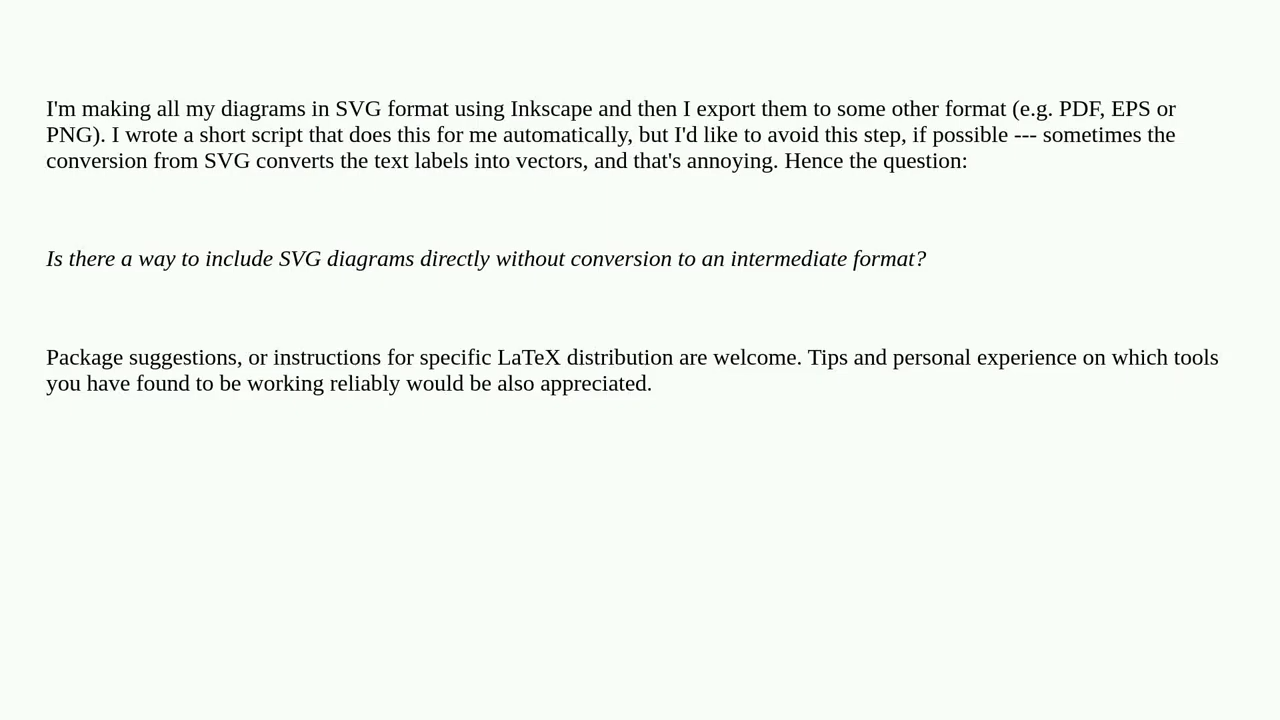 I'm making all my diagrams in SVG format using Inkscape and then I export them to some other format (e.g. PDF, EPS or
PNG). I wrote a short script that does this for me automatically, but I'd like to avoid this step, if possible --- sometimes the
conversion from SVG converts the text labels into vectors, and that's annoying. Hence the question:
Is there a way to include SVG diagrams directly without conversion to an intermediate format?
Package suggestions, or instructions for specific LaTeX distribution are welcome. Tips and personal experience on which tools
you have found to be working reliably would be also appreciated.